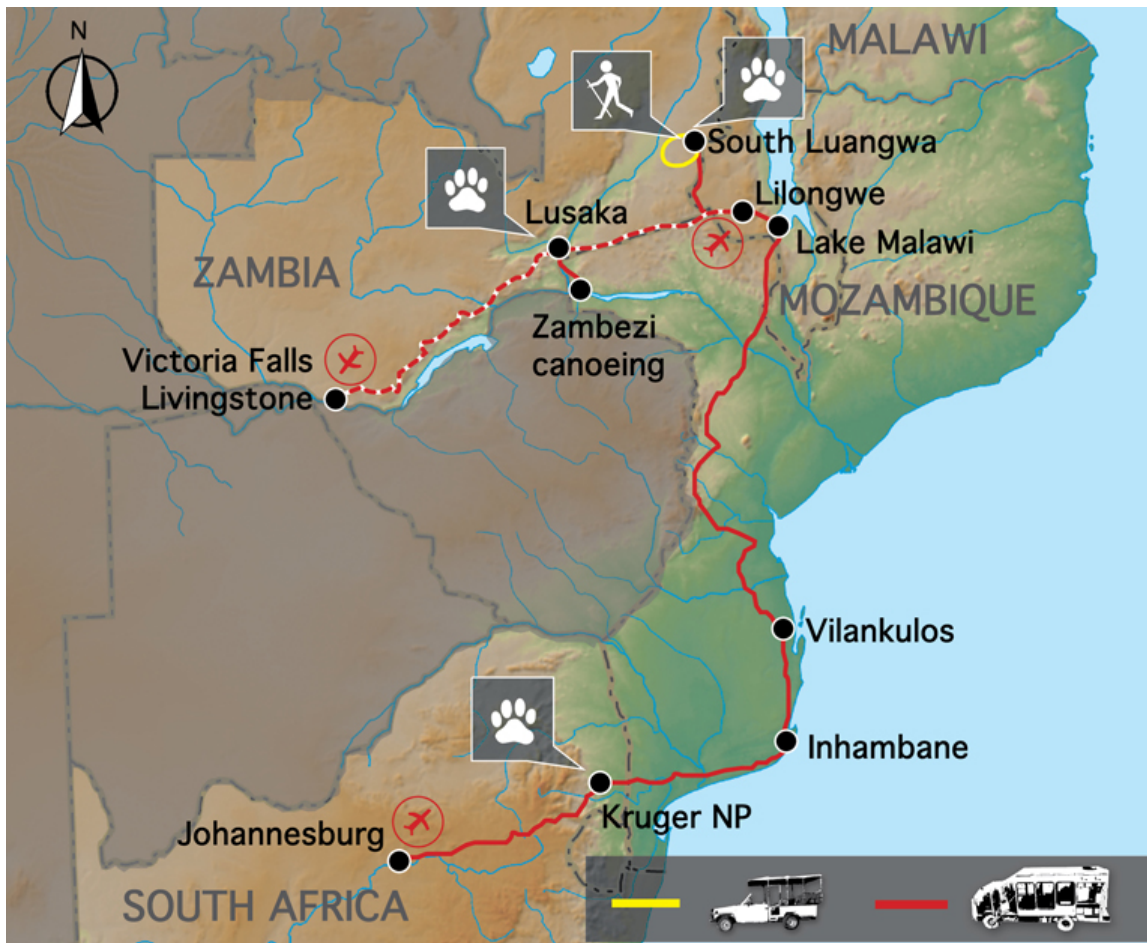 N
MALAWI
South Luangwa
Lilongwe
Lusaka
Lake Malawi
ZAMBIA
MOZAMBIQUE
Zambezi
canoeing
Victoria Falls
Livingstone
Vilankulos
Inhambane
Kruger NP
Johannesburg
SOUTH AFRICA